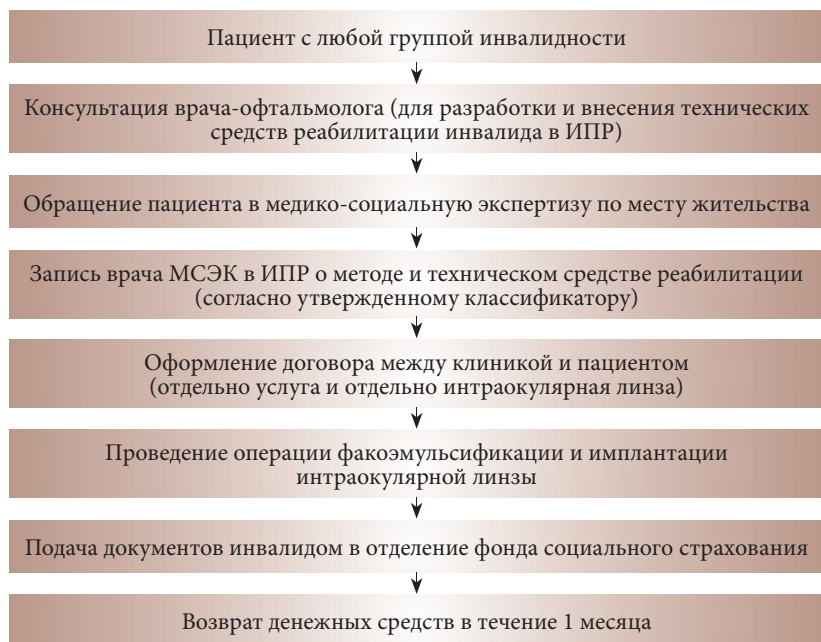 Пациент с любой группой инвалидности
Консультация врача-офтальмолога (для разработки и внесения технических
средств реабилитации инвалида в ИПР)
Обращение пациента в медико-социальную экспертизу по месту жительства
Запись врача МСЭК в ИПР о методе и техническом средстве реабилитации
(согласно утвержденному классификатору)
Оформление договора между клиникой и пациентом
(отдельно услуга и отдельно интраокулярная линза)
Проведение операции факоэмульсификации и имплантации
интраокулярной линзы
Подача документов инвалидом в отделение фонда социального страхования
Возврат денежных средств в течение 1 месяца